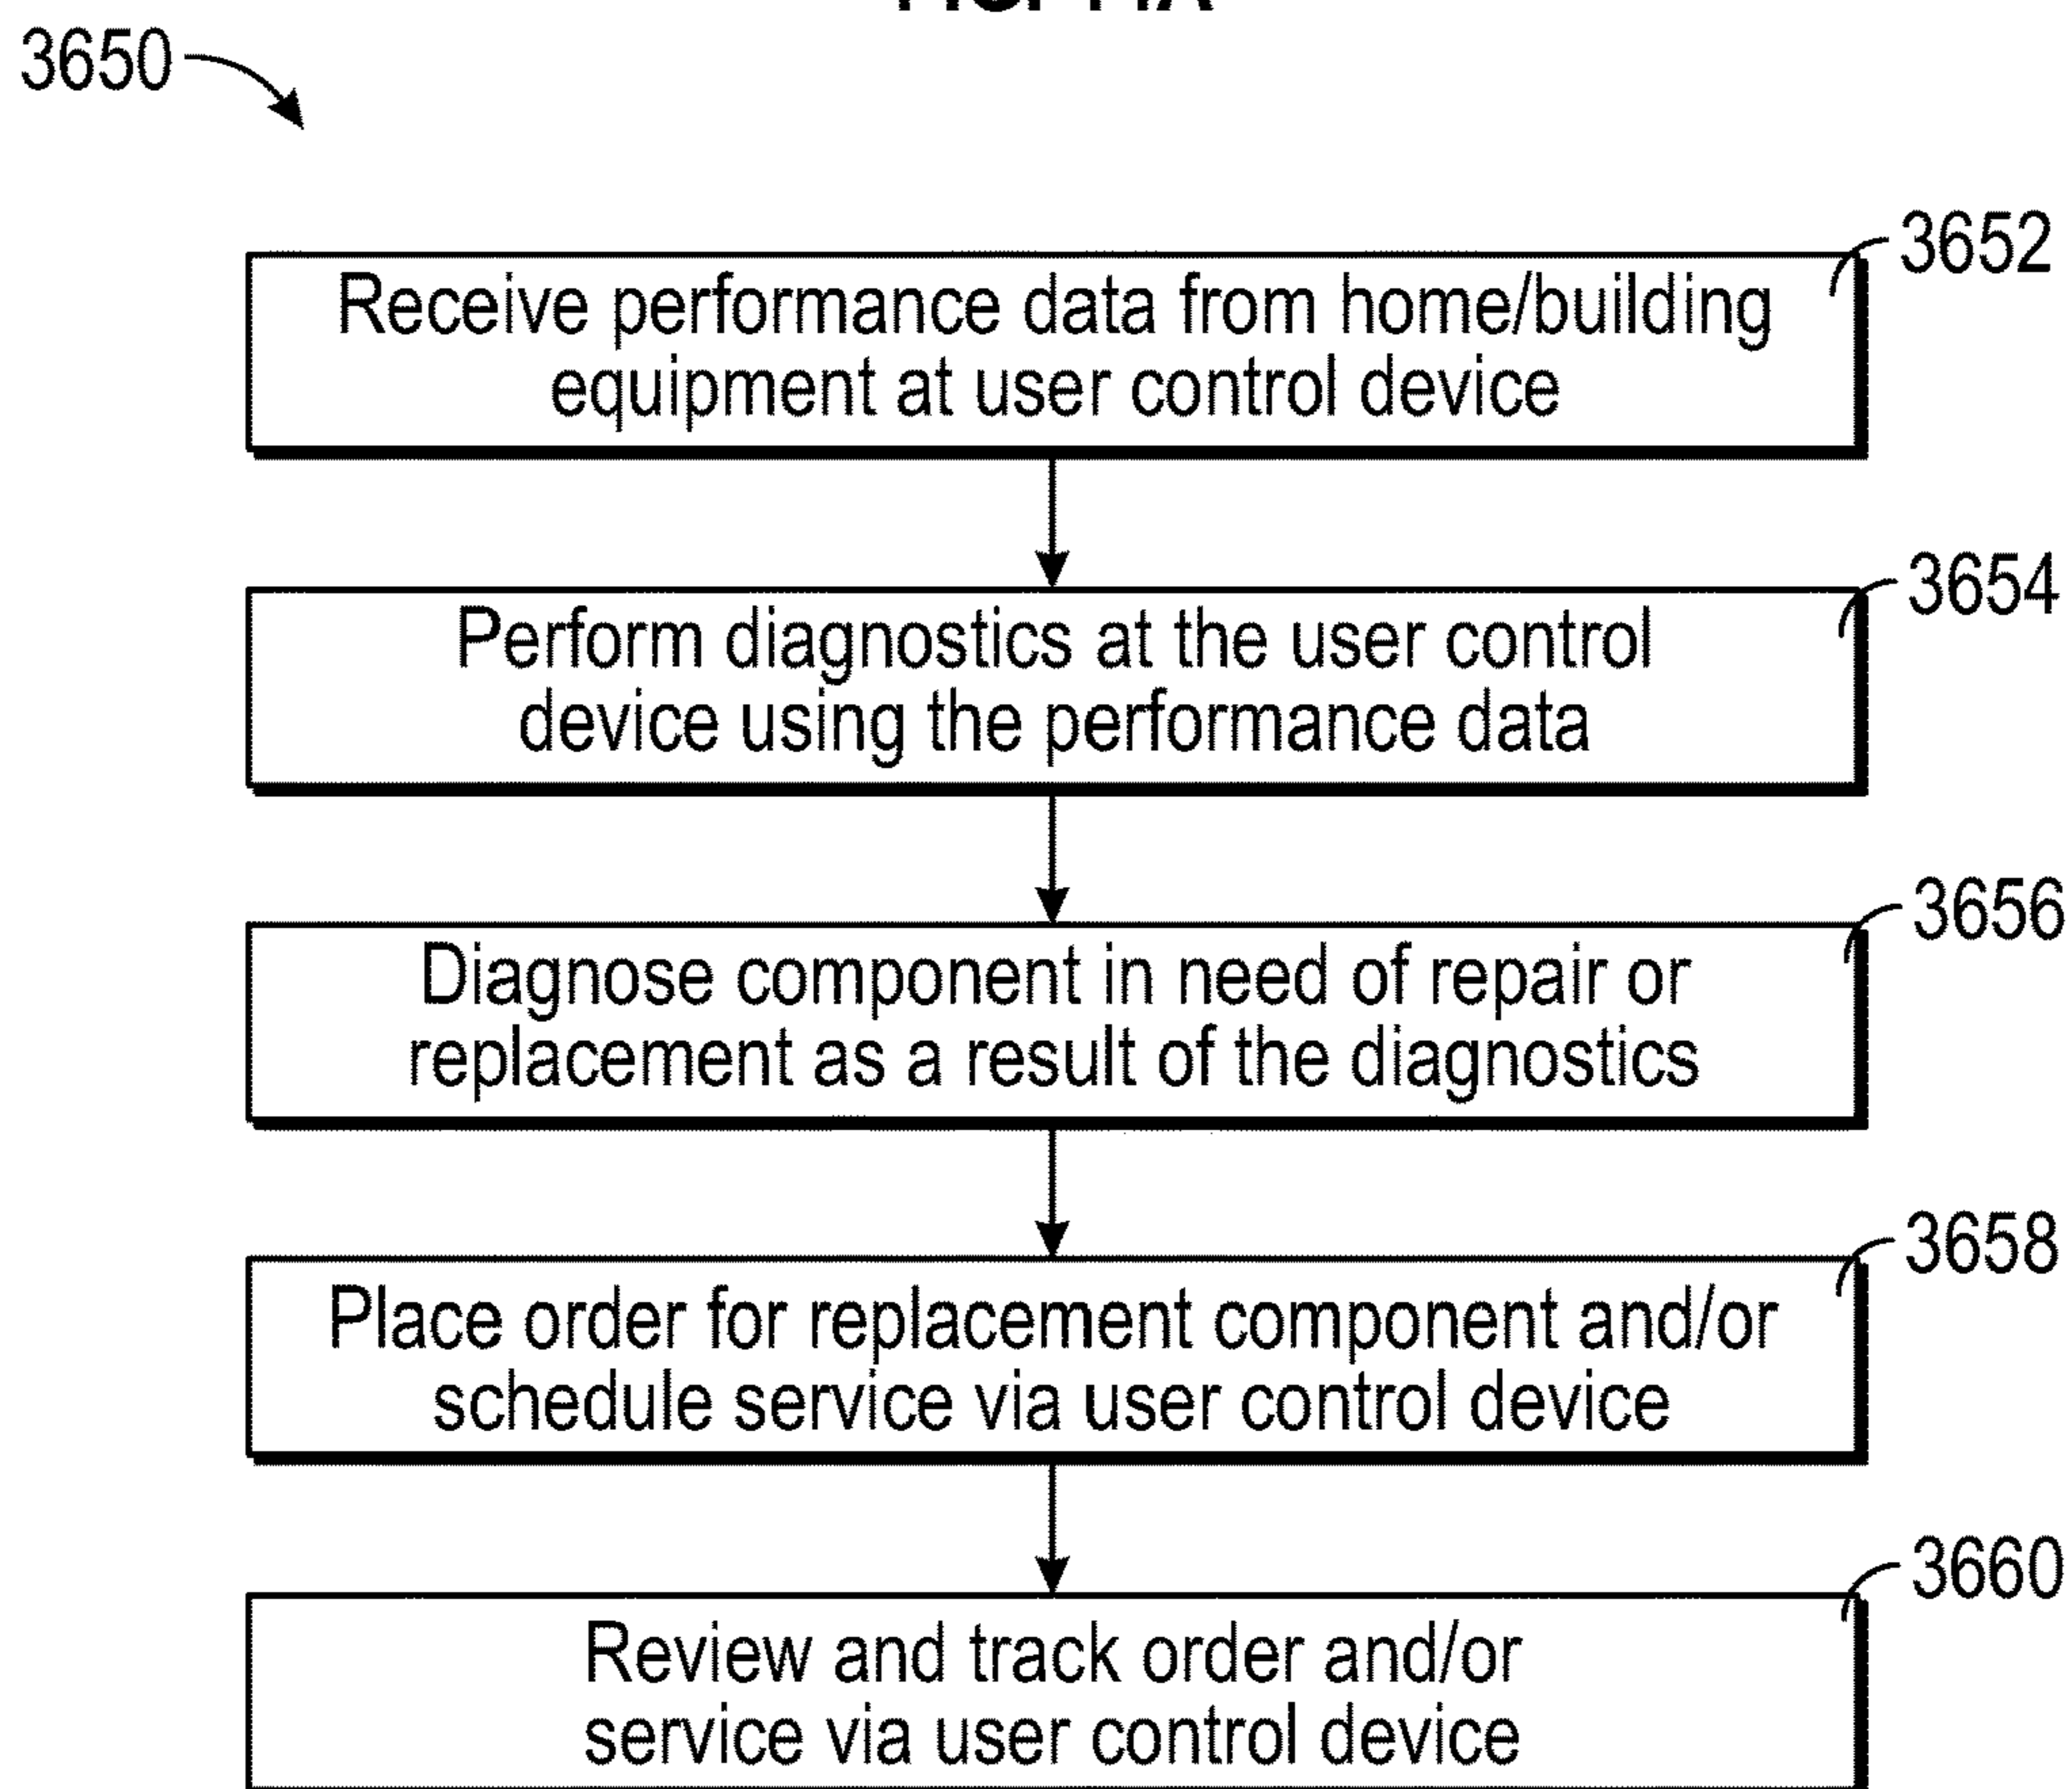 3650
3652
Receive performance data from home/building
equipment at user control device
3654
Perform diagnostics at the user control
device using the performance data
3656
Diagnose component in need of repair or
replacement as a result of the diagnostics
3658
Place order for replacement component and/or
schedule service via user control device
3660
Review and track order and/or
service via user control device